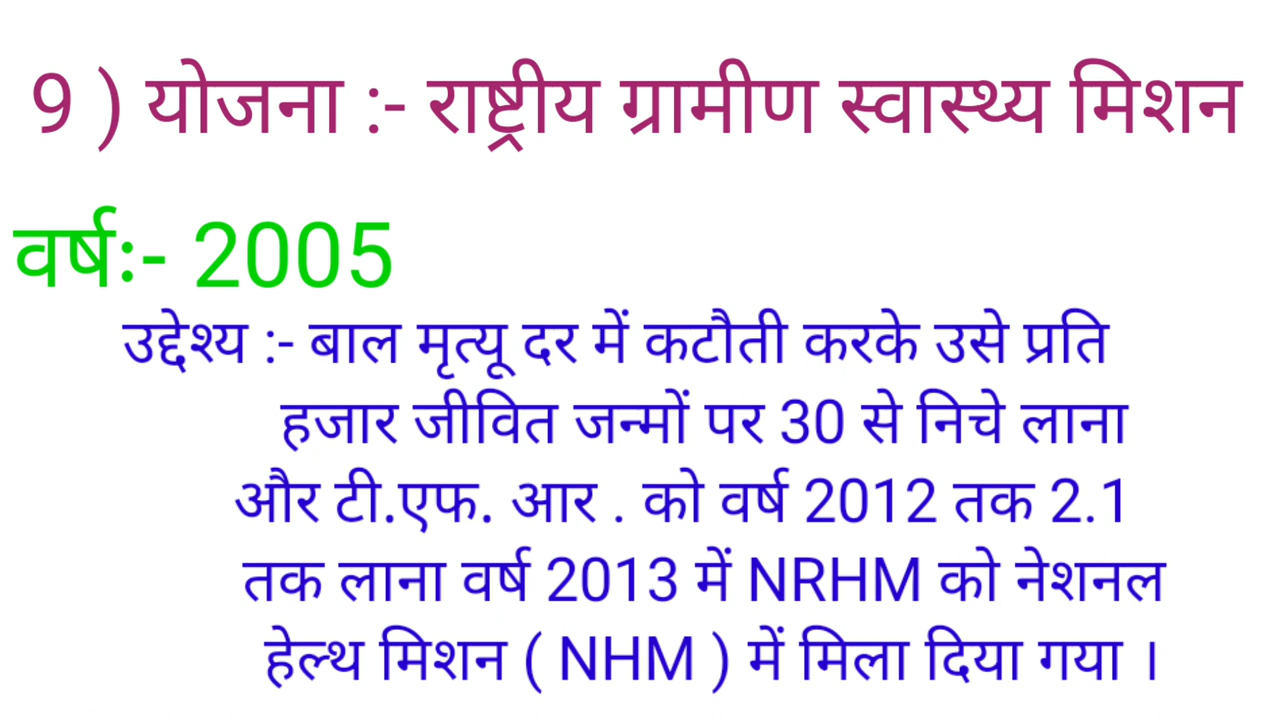 9 ) योजना :- राष्ट्रीय ग्रामीण स्वास्थ्य मिशन
वर्षः- 2005
उद्देश्य :- बाल मृत्यू दर में कटौती करके उसे प्रति
हजार जीवित जन्मों पर 30 से निचे लाना
और टी.एफ. आर . को वर्ष 2012 तक 2.1
तक लाना वर्ष 2013 में NRHM को नेशनल
हेल्थ मिशन ( NHM ) में मिला दिया गया ।